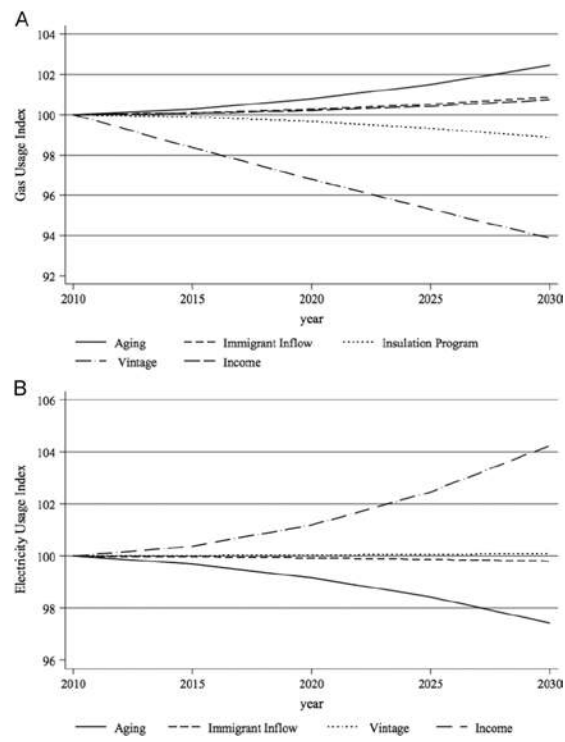 A
104
102
100
98
96
94
92
Gas Usage Index
2010 2015 2020 2025 2030
year
Aging Immigrant Inflow Insulation Program
Vintage Income
B
106
104
102
100
98
96
Electricity Usage Index
2010 2015 2020 2025 2030
year
Aging Immigrant Inflow Vintage Income